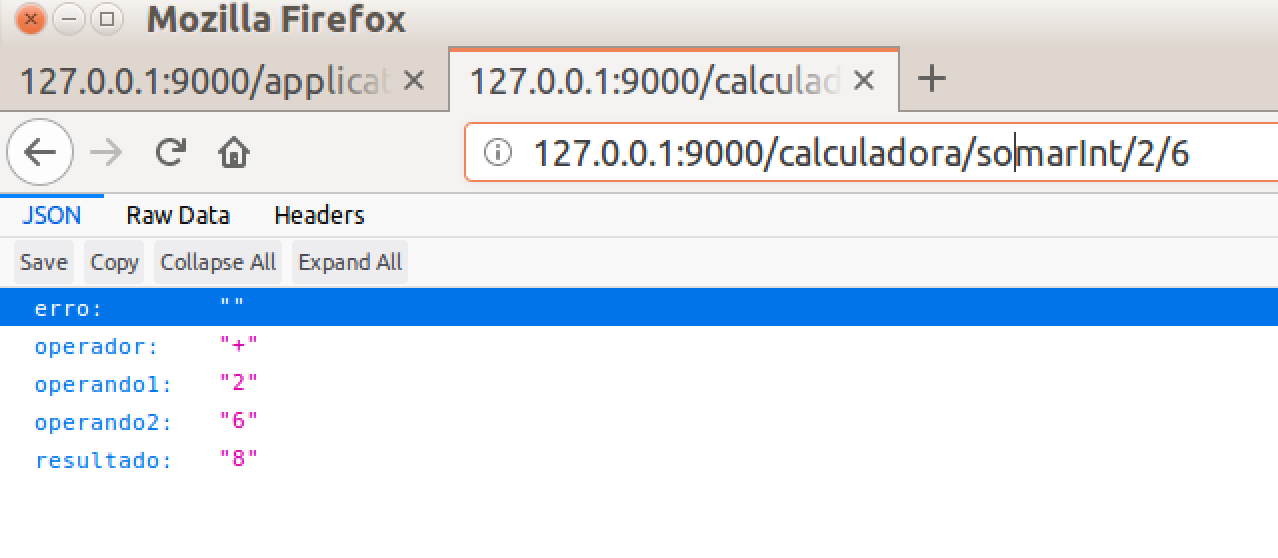 Mozilla Firefox
127.0.0.1:9000/applicat
127.0.0.1:9000/calculad
127.0.0.1:9000/calculadora/somarInt/2/6
JSON Raw Data Headers
Save Copy Collapse All Expand All
erro: ""
operador: "+"
operando1: "2"
operando2: "6"
resultado: "8"